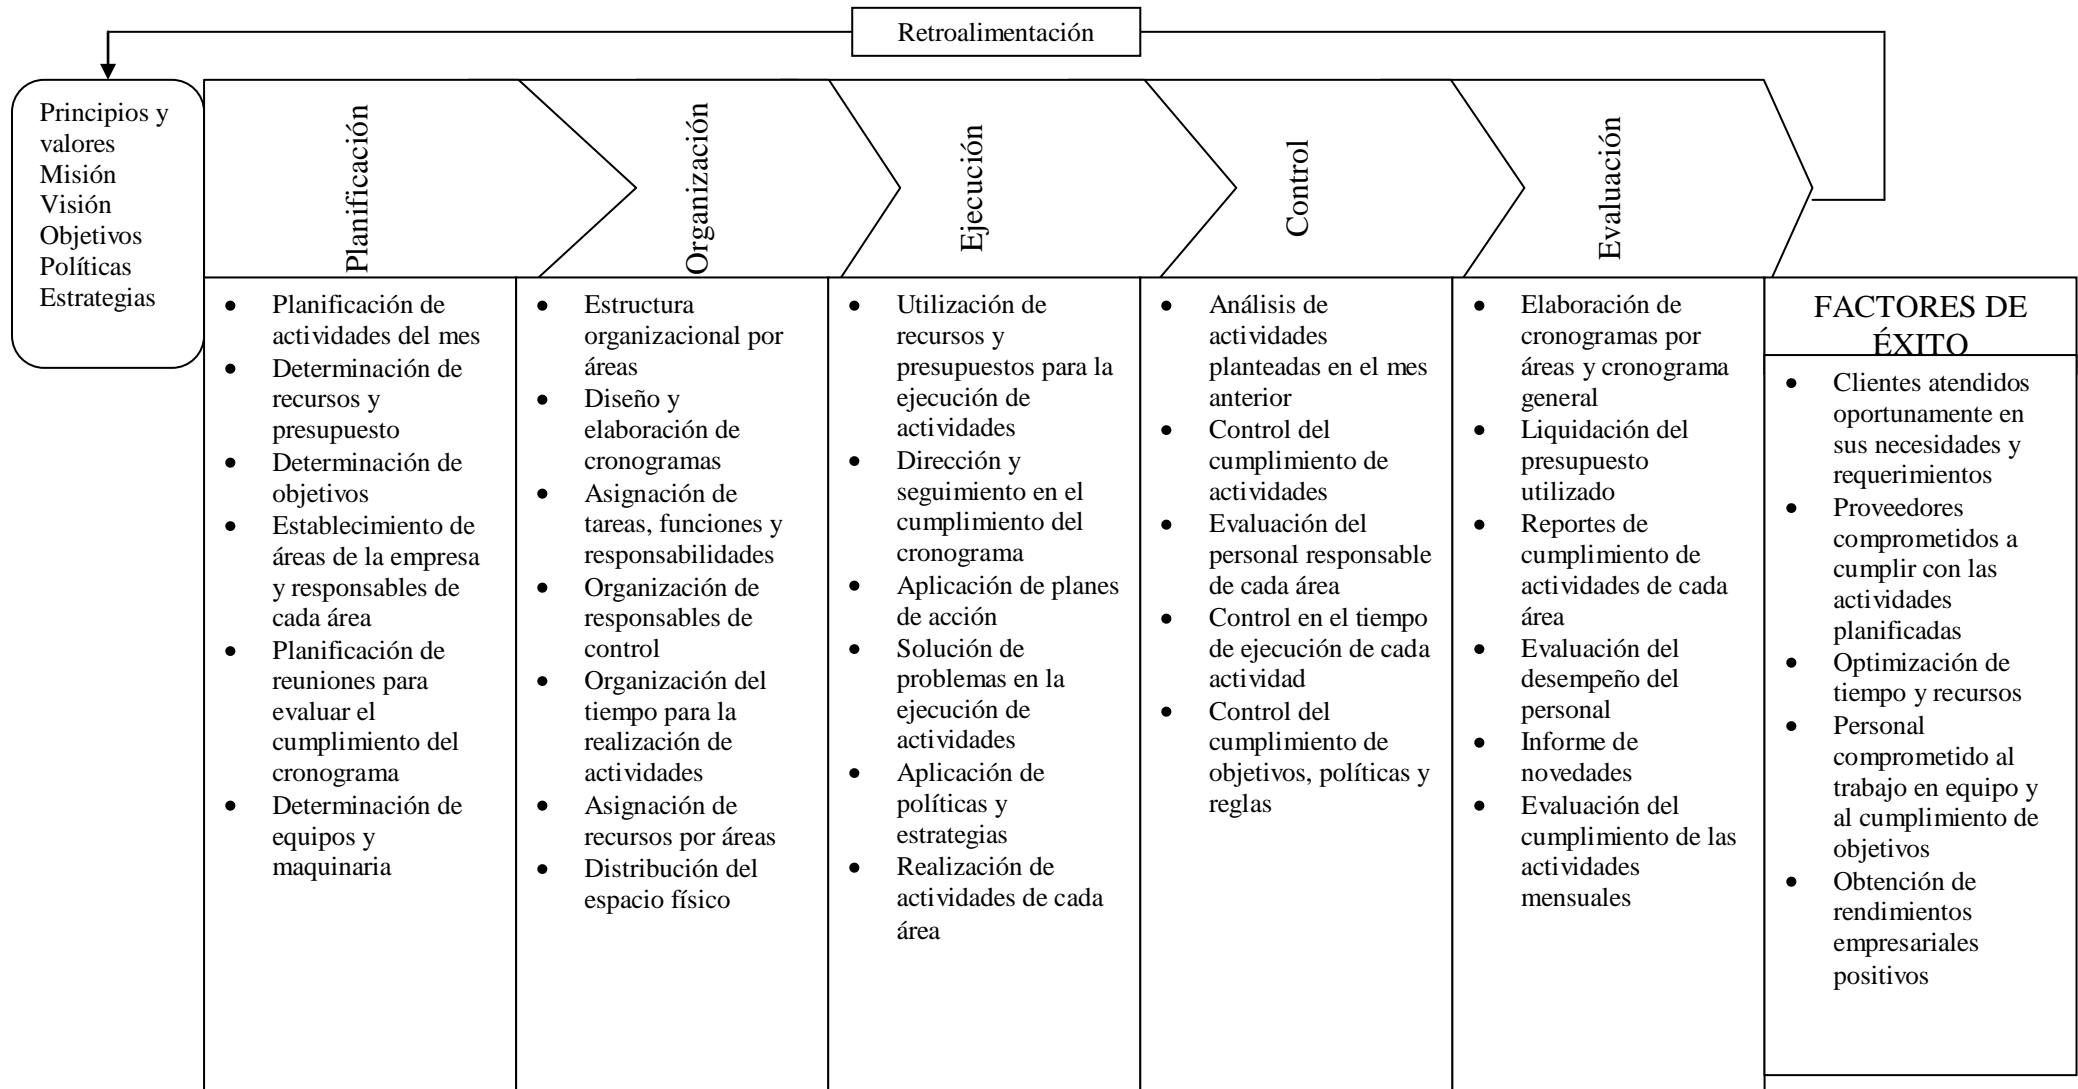 Retroalimentación
Principios y
valores
Misión
Visión
Objetivos
Políticas
Estrategias
Planificación
Organización
Ejecución
Control
Evaluación
• Planificación de
actividades del mes
• Determinación de
recursos y
presupuesto
• Determinación de
objetivos
• Establecimiento de
áreas de la empresa
y responsables de
cada área
• Planificación de
reuniones para
evaluar el
cumplimiento del
cronograma
• Determinación de
equipos y
maquinaria
• Estructura
organizacional por
áreas
• Diseño y
elaboración de
cronogramas
• Asignación de
tareas, funciones y
responsabilidades
• Organización de
responsables de
control
• Organización del
tiempo para la
realización de
actividades
• Asignación de
recursos por áreas
• Distribución del
espacio físico
• Utilización de
recursos y
presupuestos para la
ejecución de
actividades
• Dirección y
seguimiento en el
cumplimiento del
cronograma
• Aplicación de planes
de acción
• Solución de
problemas en la
ejecución de
actividades
• Aplicación de
políticas y
estrategias
• Realización de
actividades de cada
área
• Análisis de
actividades
planteadas en el mes
anterior
• Control del
cumplimiento de
actividades
• Evaluación del
personal responsable
de cada área
• Control en el tiempo
de ejecución de cada
actividad
• Control del
cumplimiento de
objetivos, políticas y
reglas
• Elaboración de
cronogramas por
áreas y cronograma
general
• Liquidación del
presupuesto
utilizado
• Reportes de
cumplimiento de
actividades de cada
área
• Evaluación del
desempeño del
personal
• Informe de
novedades
• Evaluación del
cumplimiento de las
actividades
mensuales
FACTORES DE
ÉXITO
• Clientes atendidos
oportunamente en
sus necesidades y
requerimientos
• Proveedores
comprometidos a
cumplir con las
actividades
planificadas
• Optimización de
tiempo y recursos
• Personal
comprometido al
trabajo en equipo y
al cumplimiento de
objetivos
• Obtención de
rendimientos
empresariales
positivos